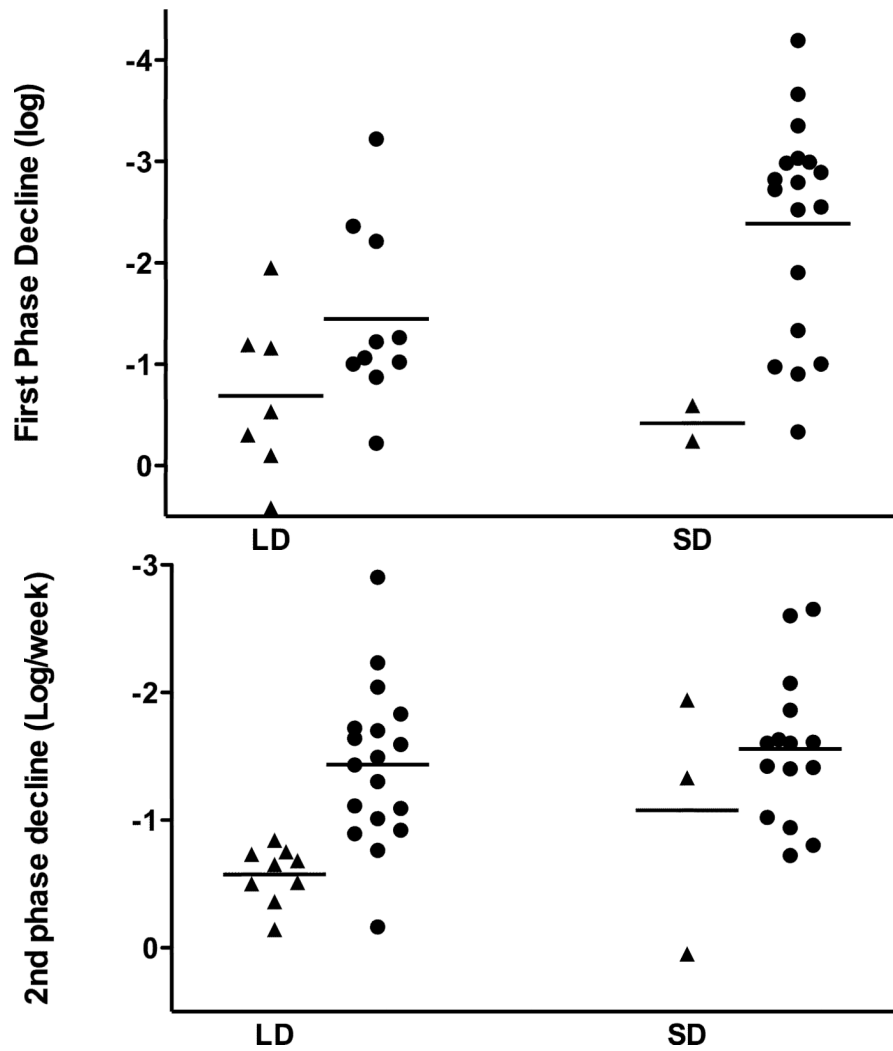 First Phase Decline (log)
-4
-3
-2
-1
0
LD SD
2nd phase decline (Log/week)
-3
-2
-1
0
LD SD